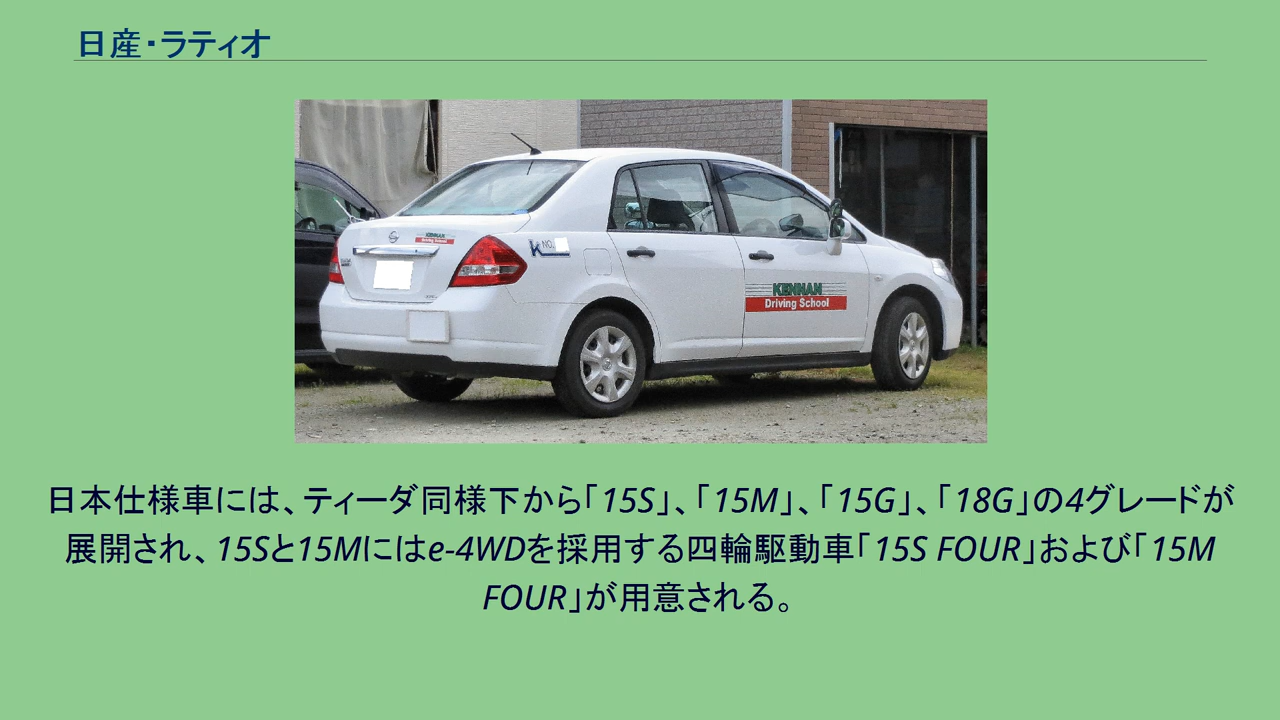 日産・ラティオ
KENNAN
Driving School
K NO.
KENNAN
Driving School
日本仕様車には、ティーダ同様下から「15S」、「15M」、「15G」、「18G」の4グレードが
展開され、15Sと15Mにはe-4WDを採用する四輪駆動車「15S FOUR」および「15M
FOUR」が用意される。